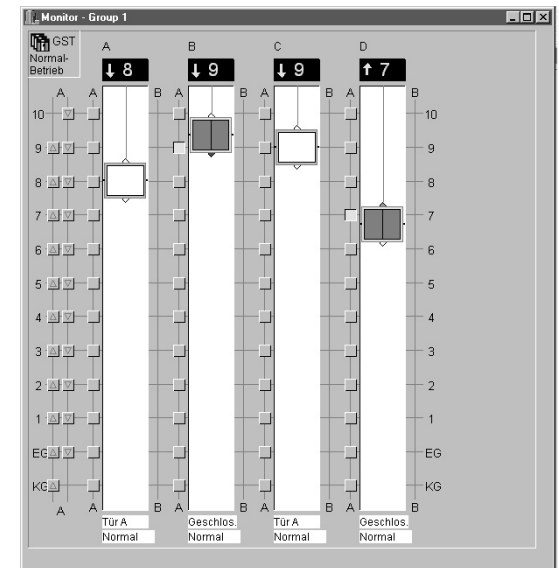 Monitor - Group 1
GST
Normal-
Betrieb
A B C D
↓ 8 ↓ 9 ↓ 9 ↑ 7
A A B A B A B A B
10 10
9 9
8 8
7 7
6 6
5 5
4 4
3 3
2 2
1 1
EG EG
KG KG
A A B A B A B A B
Tür A Geschlos. Tür A Geschlos.
Normal Normal Normal Normal